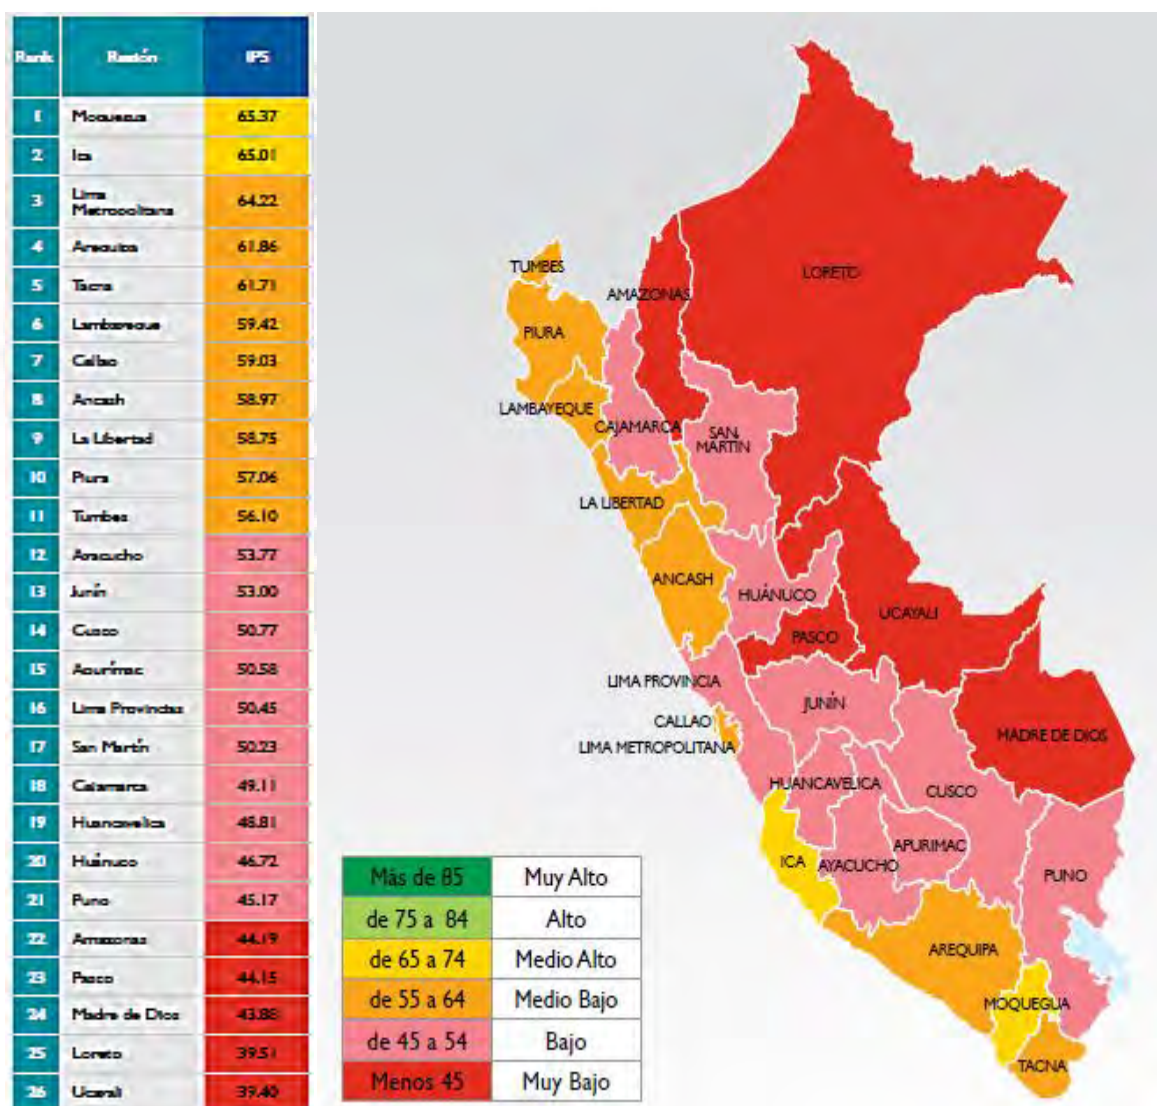 Rank Región IPS
1 Moquegua 65.37
2 Ica 65.01
3 Lima
Metropolitana 64.22
4 Arequipa 61.86
5 Tacna 61.71
6 Lambayeque 59.42
7 Callao 59.03
8 Ancash 58.97
9 La Libertad 58.75
10 Piura 57.06
11 Tumbes 56.10
12 Ayacucho 53.77
13 Junín 53.00
14 Cusco 50.77
15 Apurímac 50.58
16 Lima Provincias 50.45
17 San Martín 50.23
18 Cajamarca 49.11
19 Huancavelica 48.81
20 Huánuco 46.72
21 Puno 45.17
22 Amazonas 44.19
23 Pasco 44.15
24 Madre de Dios 43.88
25 Loreto 39.51
26 Ucayali 39.40
Más de 85 Muy Alto
de 75 a 84 Alto
de 65 a 74 Medio Alto
de 55 a 64 Medio Bajo
de 45 a 54 Bajo
Menos 45 Muy Bajo
TUMBES
LORETO
AMAZONAS
PIURA
LAMBAYEQUE
CAJAMARCA
SAN
MARTIN
LA LIBERTAD
ANCASH
HUÁNUCO
UCAYALI
PASCO
LIMA PROVINCIA
JUNÍN
CALLAO
LIMA METROPOLITANA
MADRE DE DIOS
HUANCAVELICA
CUSCO
APURIMAC
ICA
AYACUCHO
PUNO
AREQUIPA
MOQUEGUA
TACNA